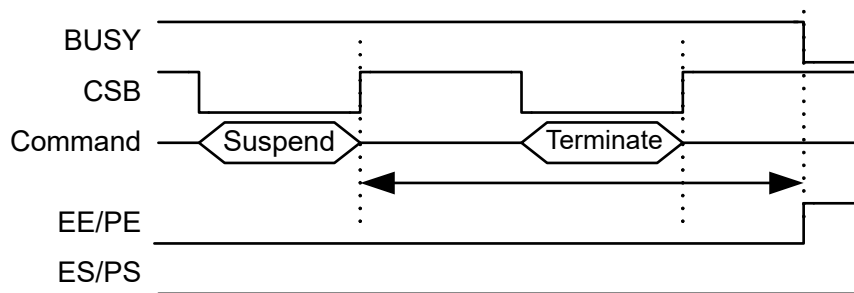 BUSY
CSB
Command Suspend Terminate
EE/PE
ES/PS